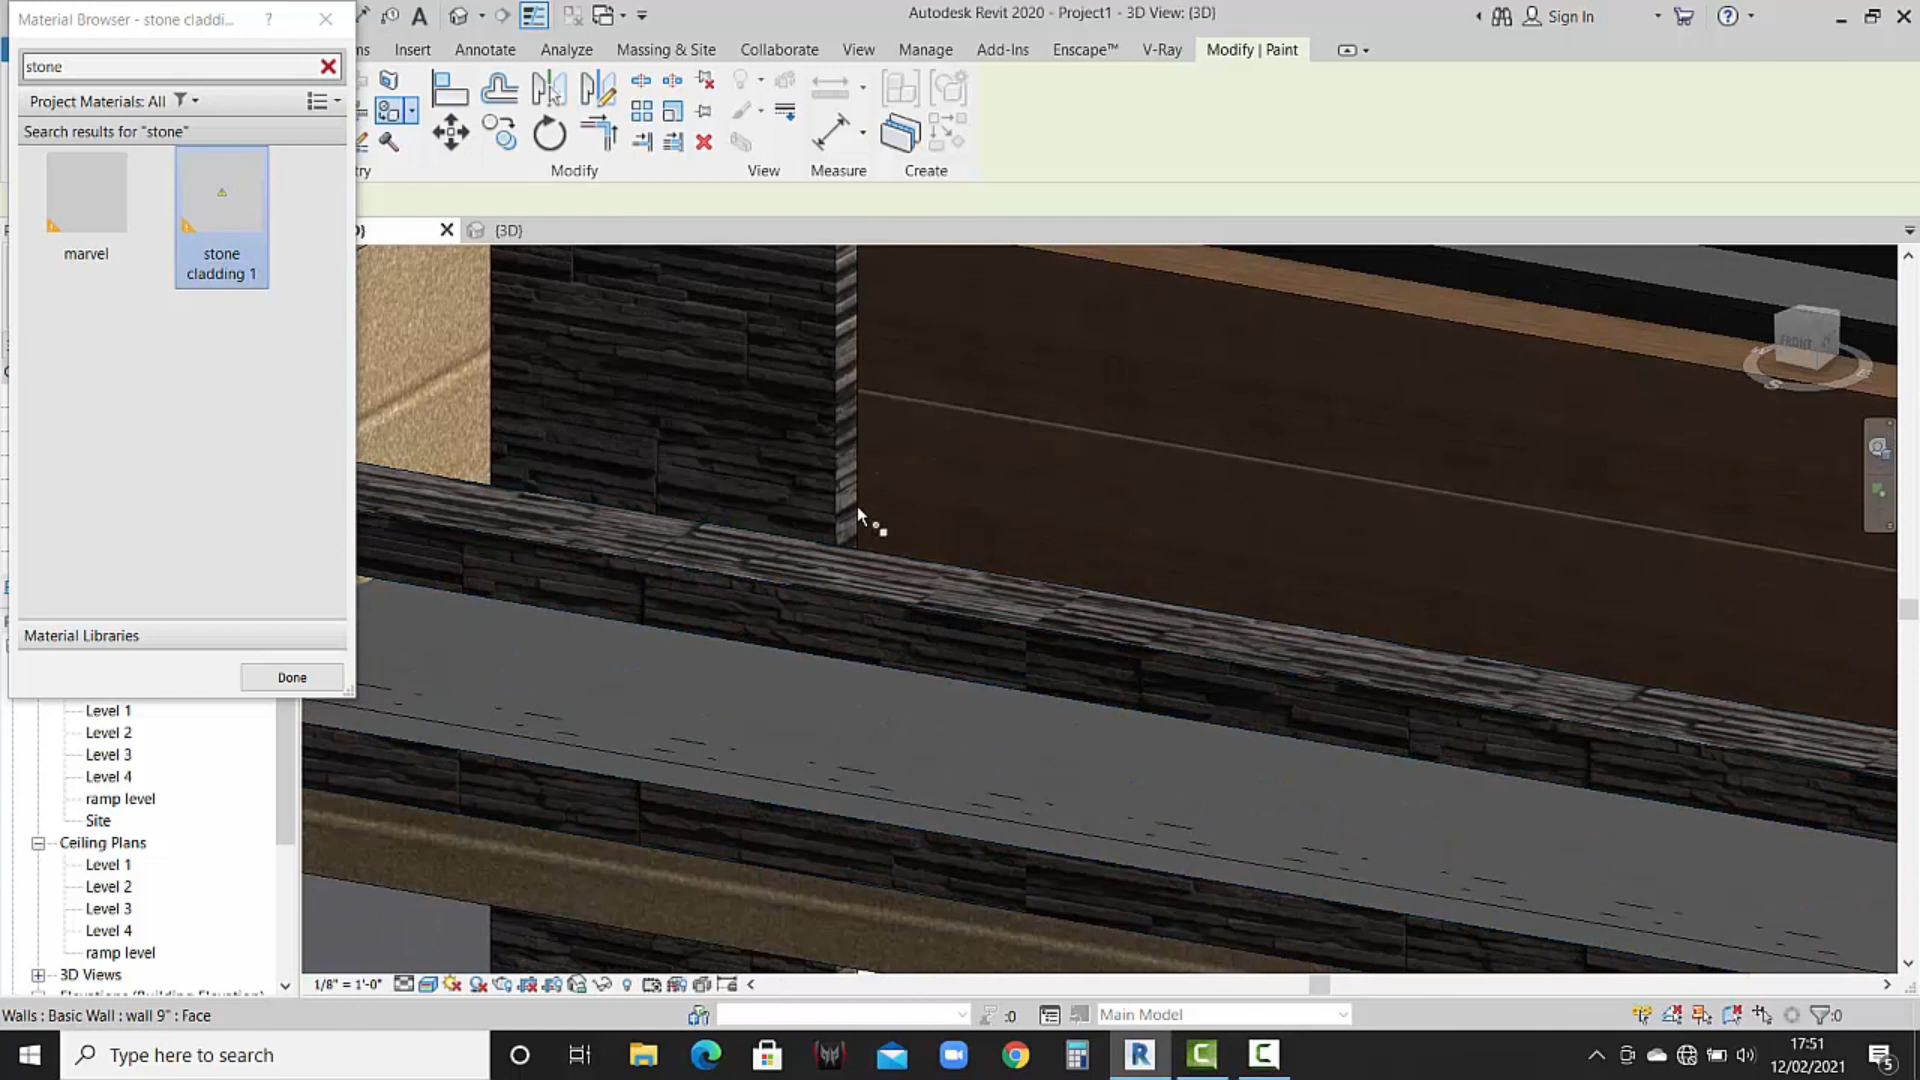 Material Browser - stone claddi...
?
stone
Project Materials: All
Search results for "stone"
marvel
stone
cladding 1
Material Libraries
Done
A
Autodesk Revit 2020 - Project1 - 3D View: {3D}
Sign In
?
Insert
Annotate
Analyze
Massing & Site
Collaborate
View
Manage
Add-Ins
Enscape™
V-Ray
Modify | Paint
Modify
View
Measure
Create
{3D}
FRONT
Level 1
Level 2
Level 3
Level 4
ramp level
Site
Ceiling Plans
Level 1
Level 2
Level 3
Level 4
ramp level
3D Views
Elevations (Building Elevation)
1/8" = 1'-0"
Walls : Basic Wall : wall 9" : Face
:0
Main Model
:0
Type here to search
17:51
12/02/2021
5